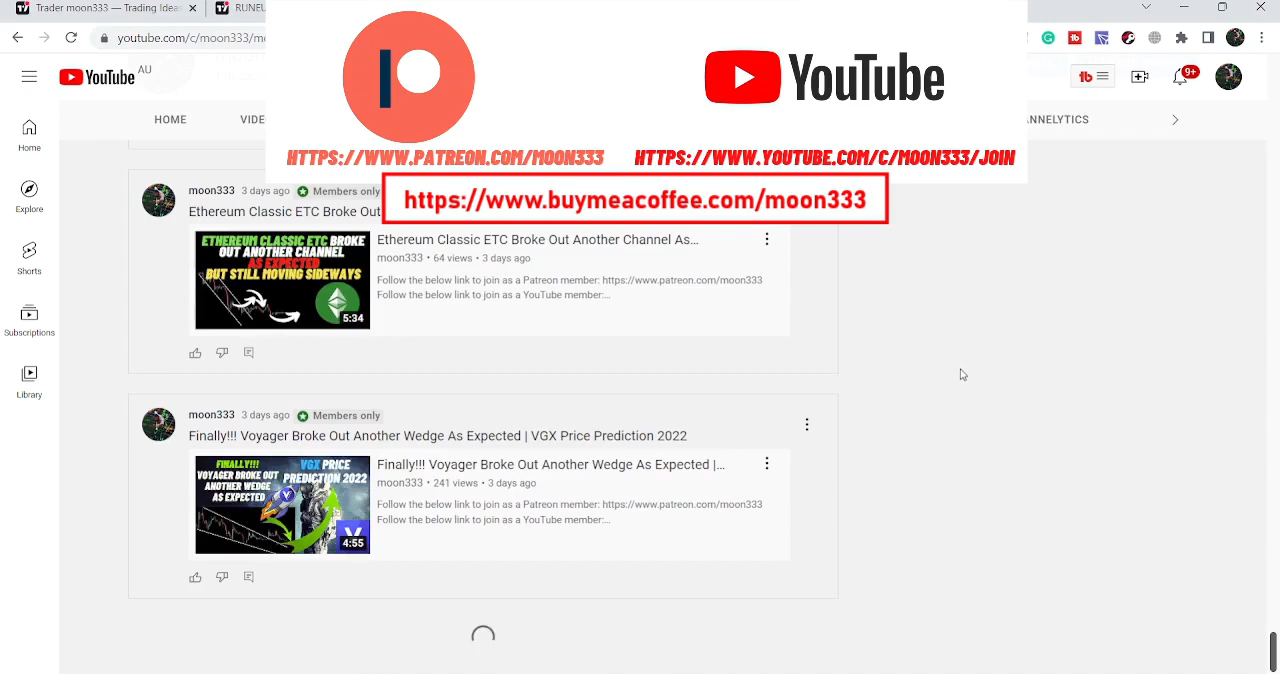 Trader moon333 — Trading Ideas
RUNEU
youtube.com/c/moon333/m
YouTube
HTTPS://WWW.PATREON.COM/MOON333
HTTPS://WWW.YOUTUBE.COM/C/MOON333/JOIN
https://www.buymeacoffee.com/moon333
YouTube AU
9+
HOME
VIDE
ANNELYTICS
Home
Explore
Shorts
Subscriptions
Library
moon333 3 days ago Members only
Ethereum Classic ETC Broke Out
ETHEREUM CLASSIC ETC BROKE
OUT ANOTHER CHANNEL
AS EXPECTED
BUT STILL MOVING SIDEWAYS
5:34
Ethereum Classic ETC Broke Out Another Channel As...
moon333 • 64 views • 3 days ago
Follow the below link to join as a Patreon member: https://www.patreon.com/moon333
Follow the below link to join as a YouTube member:...
moon333 3 days ago Members only
Finally!!! Voyager Broke Out Another Wedge As Expected | VGX Price Prediction 2022
FINALLY!!!
VOYAGER BROKE OUT
ANOTHER WEDGE
AS EXPECTED
VGX PRICE
PREDICTION 2022
4:55
Finally!!! Voyager Broke Out Another Wedge As Expected |...
moon333 • 241 views • 3 days ago
Follow the below link to join as a Patreon member: https://www.patreon.com/moon333
Follow the below link to join as a YouTube member:...